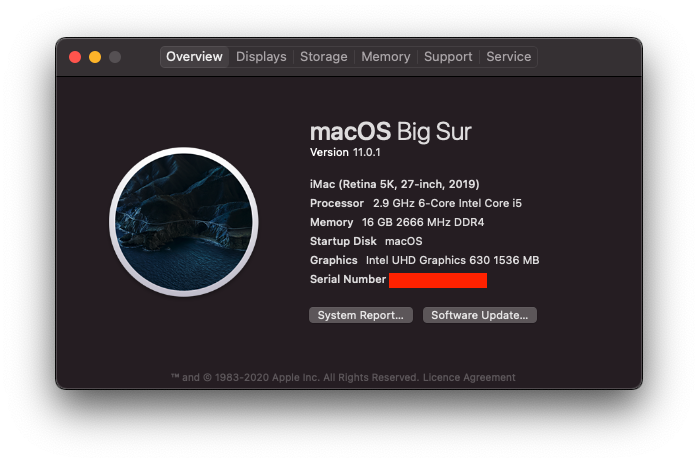 Overview Displays Storage Memory Support Service
macOS Big Sur
Version 11.0.1
iMac (Retina 5K, 27-inch, 2019)
Processor 2.9 GHz 6-Core Intel Core i5
Memory 16 GB 2666 MHz DDR4
Startup Disk macOS
Graphics Intel UHD Graphics 630 1536 MB
Serial Number
System Report... Software Update...
™ and © 1983-2020 Apple Inc. All Rights Reserved. Licence Agreement